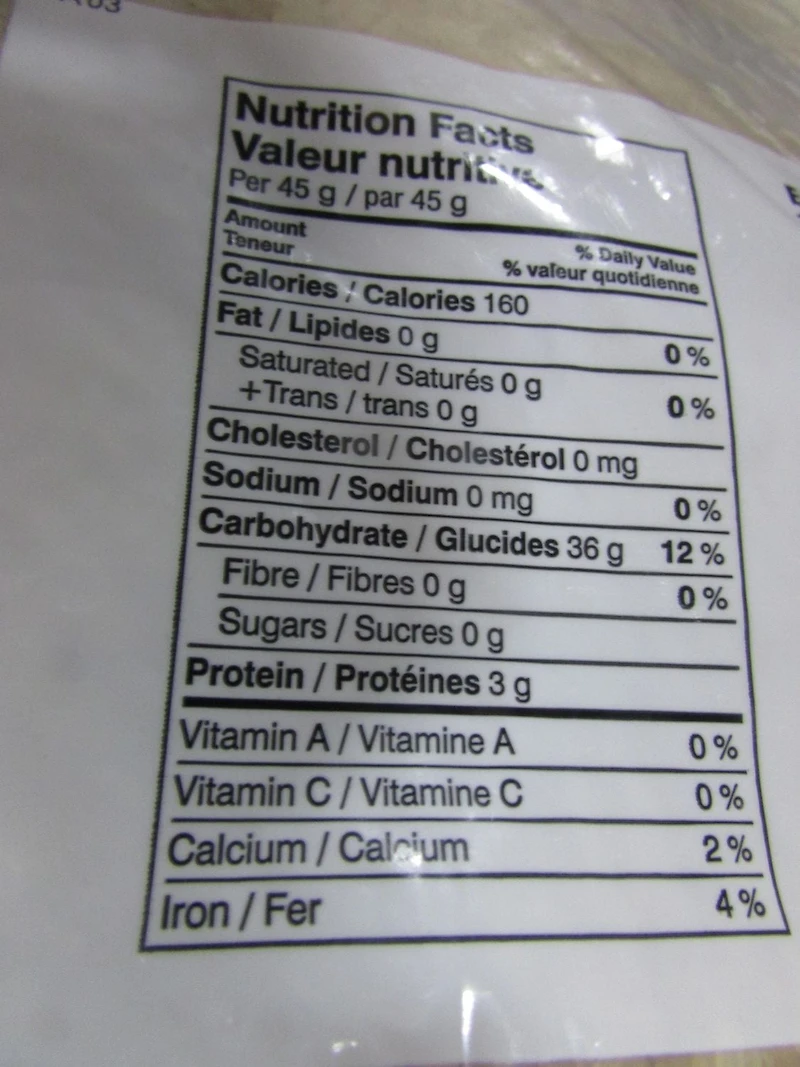 Nutrition Facts
Valeur nutritive
Per 45 g / par 45 g
Amount
Teneur
% Daily Value
% valeur quotidienne
Calories / Calories 160
Fat / Lipides 0 g 0 %
Saturated / Saturés 0 g
+Trans / trans 0 g 0 %
Cholesterol / Cholestérol 0 mg
Sodium / Sodium 0 mg 0 %
Carbohydrate / Glucides 36 g 12 %
Fibre / Fibres 0 g 0 %
Sugars / Sucres 0 g
Protein / Protéines 3 g
Vitamin A / Vitamine A 0 %
Vitamin C / Vitamine C 0 %
Calcium / Calcium 2 %
Iron / Fer 4 %